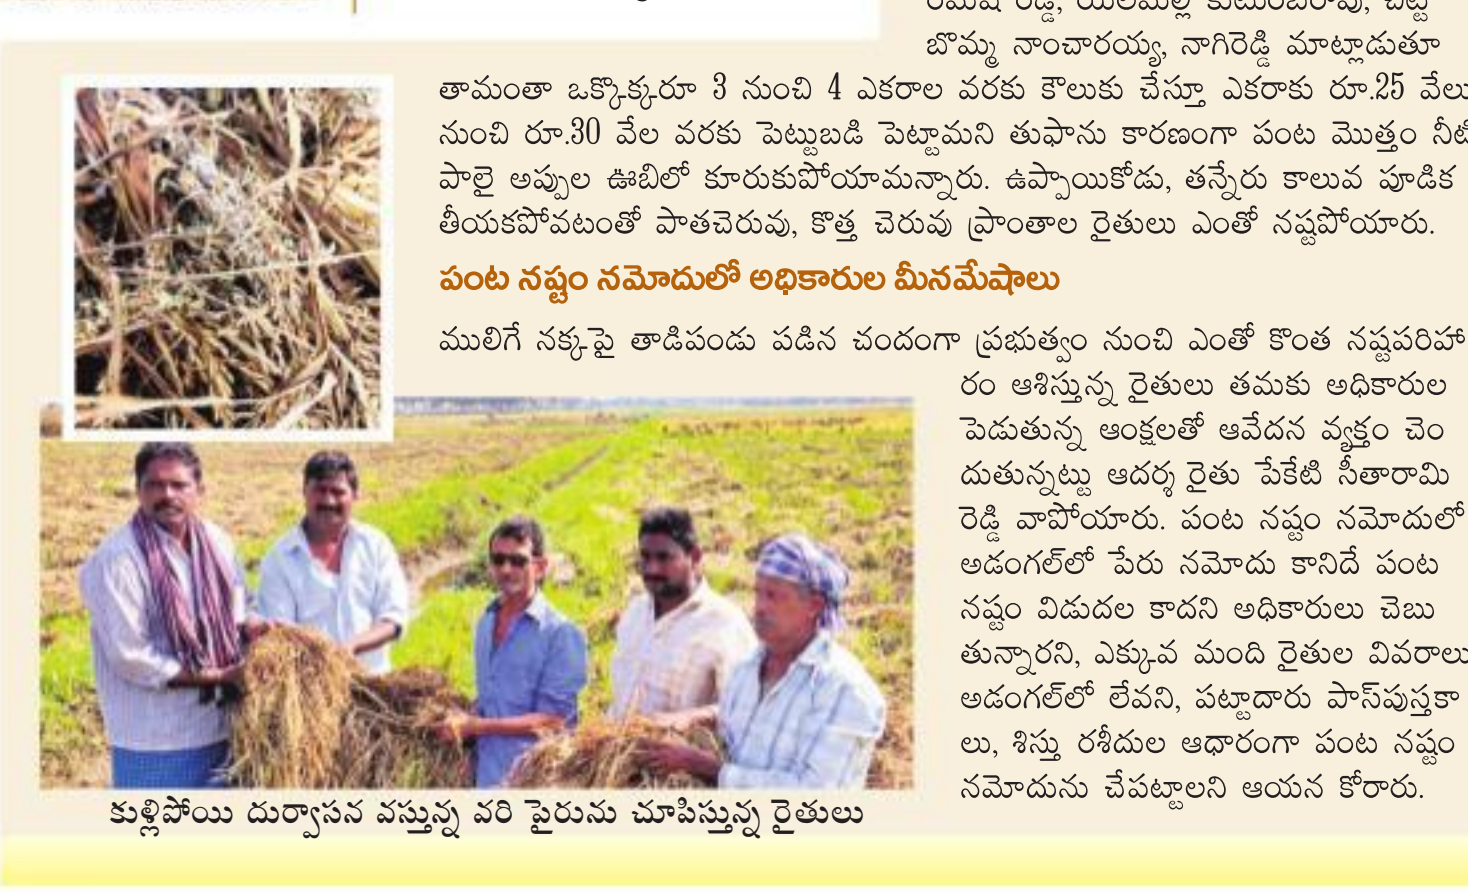 రమేష్ రెడ్డి, యలమల్లి కుటుంబరావు, చిట్టి
బొమ్మ నాంచారయ్య, నాగిరెడ్డి మాట్లాడుతూ
తామంతా ఒక్కొక్కరూ 3 నుంచి 4 ఎకరాల వరకు కౌలుకు చేస్తూ ఎకరాకు రూ.25 వేలు
నుంచి రూ.30 వేల వరకు పెట్టుబడి పెట్టామని తుఫాను కారణంగా పంట మొత్తం నీటి
పాలై అప్పుల ఊబిలో కూరుకుపోయామన్నారు. ఉప్పాయికోడు, తన్నేరు కాలువ పూడిక
తీయకపోవటంతో పాతచెరువు, కొత్త చెరువు ప్రాంతాల రైతులు ఎంతో నష్టపోయారు.
పంట నష్టం నమోదులో అధికారుల మీనమేషాలు
ములిగే నక్కపై తాడిపండు పడిన చందంగా ప్రభుత్వం నుంచి ఎంతో కొంత నష్టపరిహా
రం ఆశిస్తున్న రైతులు తమకు అధికారుల
పెడుతున్న ఆంక్షలతో ఆవేదన వ్యక్తం చెం
దుతున్నట్టు ఆదర్శ రైతు పేకేటి సీతారామి
రెడ్డి వాపోయారు. పంట నష్టం నమోదులో
అడంగల్‌లో పేరు నమోదు కానిదే పంట
నష్టం విడుదల కాదని అధికారులు చెబు
తున్నారని, ఎక్కువ మంది రైతుల వివరాలు
అడంగల్‌లో లేవని, పట్టాదారు పాస్‌పుస్తకా
లు, శిస్తు రశీదుల ఆధారంగా పంట నష్టం
నమోదును చేపట్టాలని ఆయన కోరారు.
కుళ్లిపోయి దుర్వాసన వస్తున్న వరి పైరును చూపిస్తున్న రైతులు